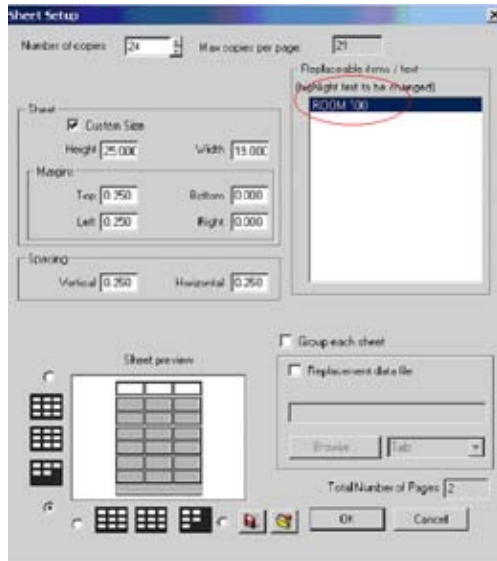 Sheet Setup
Number of copies 24 Max copies per page 21
Replaceable items / text
(highlight text to be changed)
ROOM 100
Sheet
Custom Size
Height 25.000 Width 19.000
Margins
Top 0.250 Bottom 0.000
Left 0.250 Right 0.000
Spacing
Vertical 0.250 Horizontal 0.250
Group each sheet
Sheet preview
Replacement data file
Browse... Tab
Total Number of Pages 2
OK Cancel